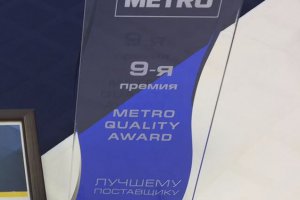 METRO
9-я
премия
METRO
QUALITY
AWARD
ЛУЧШЕМУ
ПОСТАВЩИКУ